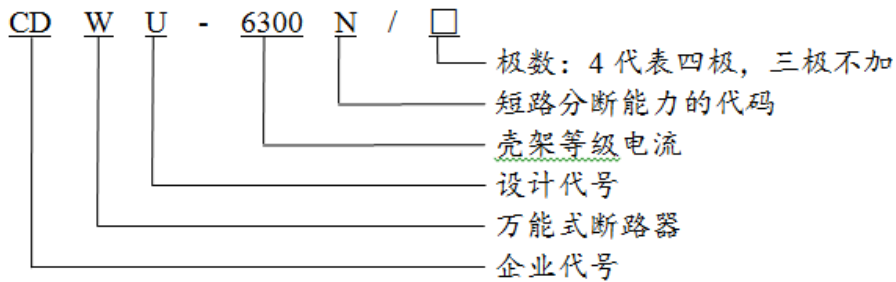 CD W U - 6300 N / □
极数：4 代表四极，三极不加
短路分断能力的代码
壳架等级电流
设计代号
万能式断路器
企业代号